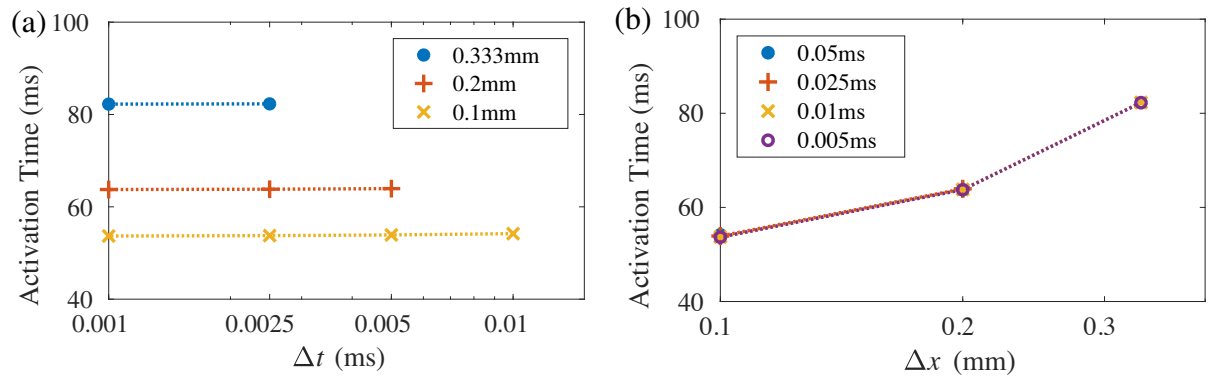 (a)
Activation Time (ms)
100
80
60
40
0.333mm
0.2mm
0.1mm
0.001
0.0025
0.005
0.01
Δt (ms)
(b)
Activation Time (ms)
100
80
60
40
0.05ms
0.025ms
0.01ms
0.005ms
0.1
0.2
0.3
Δx (mm)